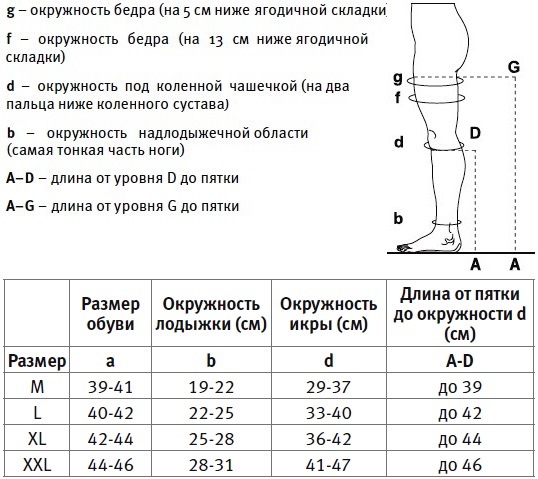 g – окружность бедра (на 5 см ниже ягодичной складки
f – окружность бедра (на 13 см ниже ягодичной
складки)
d – окружность под коленной чашечкой (на два
пальца ниже коленного сустава)
b – окружность надлодыжечной области
(самая тонкая часть ноги)
A–D – длина от уровня D до пятки
A–G – длина от уровня G до пятки
g G
f
d D
b
A A
Размер обуви Окружность лодыжки (см) Окружность икры (см) Длина от пятки до окружности d (см)
Размер a b d A-D
M 39-41 19-22 29-37 до 39
L 40-42 22-25 33-40 до 42
XL 42-44 25-28 36-42 до 44
XXL 44-46 28-31 41-47 до 46